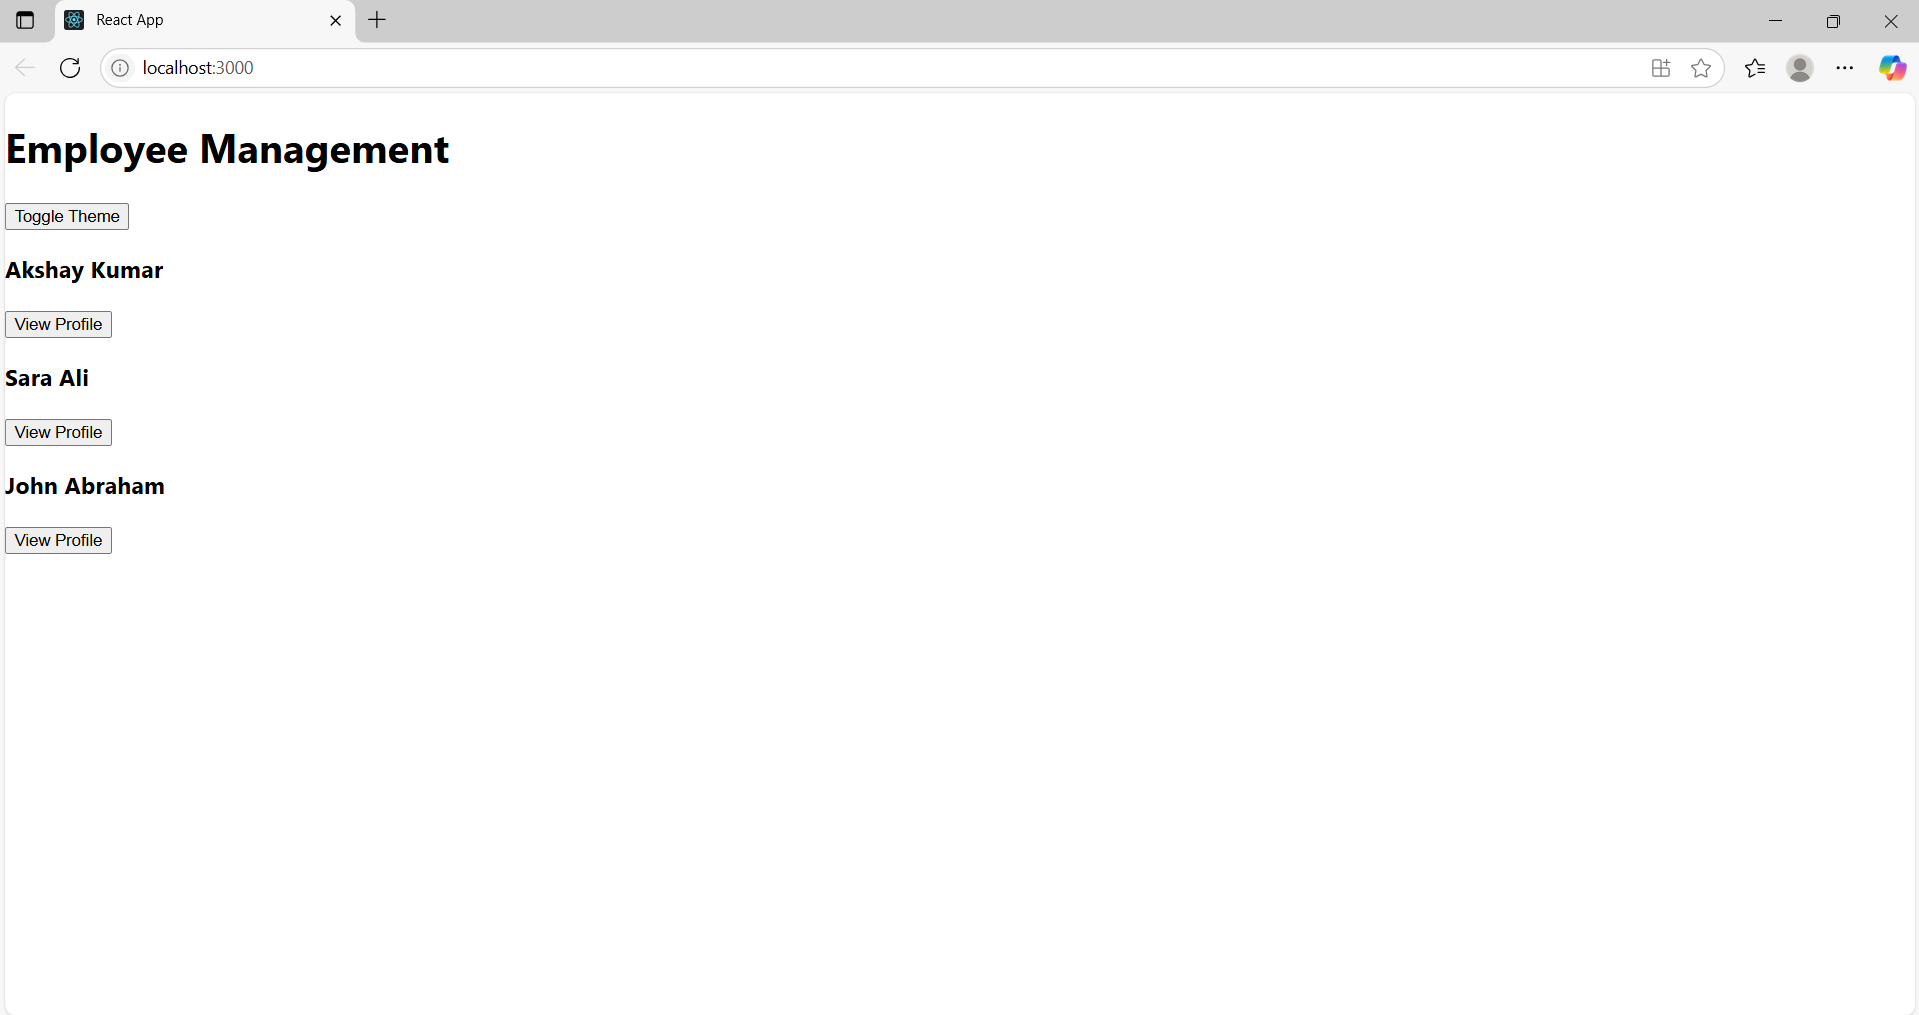 React App
localhost:3000
Employee Management
Toggle Theme
Akshay Kumar
View Profile
Sara Ali
View Profile
John Abraham
View Profile